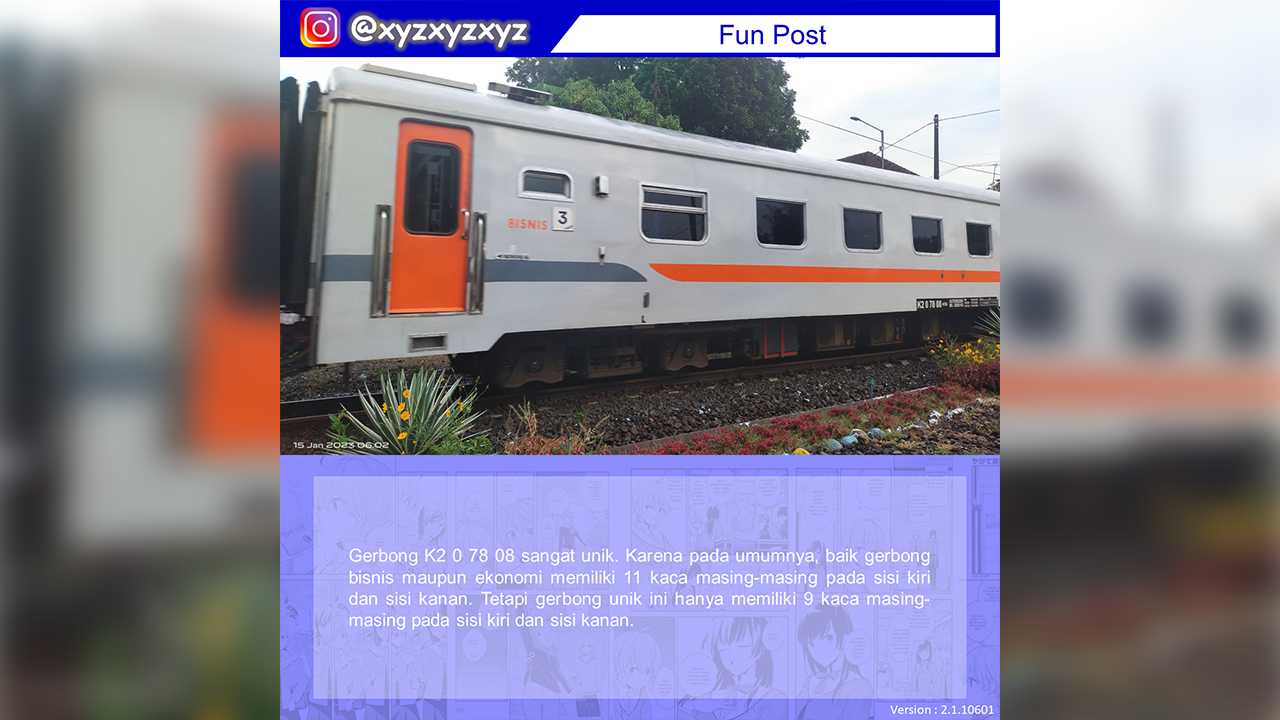 @xyzxyzxyz
Fun Post
BISNIS 3
K2 0 78 08
15 Jan 2023 06:02
Gerbong K2 0 78 08 sangat unik. Karena pada umumnya, baik gerbong
bisnis maupun ekonomi memiliki 11 kaca masing-masing pada sisi kiri
dan sisi kanan. Tetapi gerbong unik ini hanya memiliki 9 kaca masing-
masing pada sisi kiri dan sisi kanan.
Version : 2.1.10601